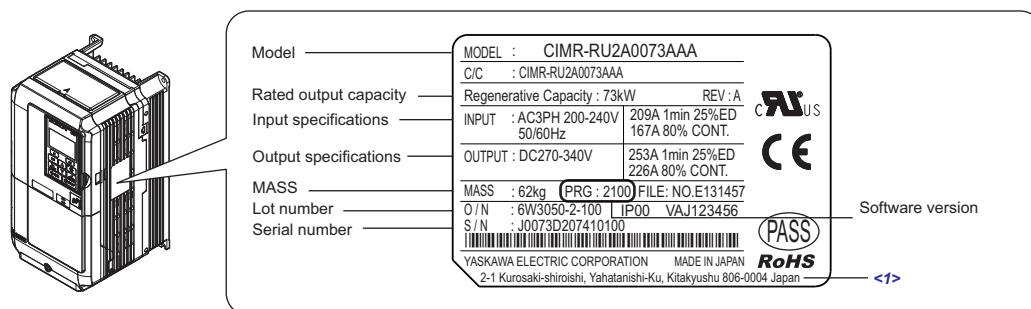 Model
Rated output capacity
Input specifications
Output specifications
MASS
Lot number
Serial number
MODEL : CIMR-RU2A0073AAA
C/C : CIMR-RU2A0073AAA
Regenerative Capacity : 73kW REV : A
INPUT : AC3PH 200-240V 209A 1min 25%ED
50/60Hz 167A 80% CONT.
OUTPUT : DC270-340V 253A 1min 25%ED
226A 80% CONT.
MASS : 62kg PRG : 2100 FILE: NO.E131457
O / N : 6W3050-2-100 IP00 VAJ123456
S / N : J0073D207410100
YASKAWA ELECTRIC CORPORATION MADE IN JAPAN
2-1 Kurosaki-shiroishi, Yahatanishi-Ku, Kitakyushu 806-0004 Japan
C RU US
CE
PASS
RoHS
Software version
<1>